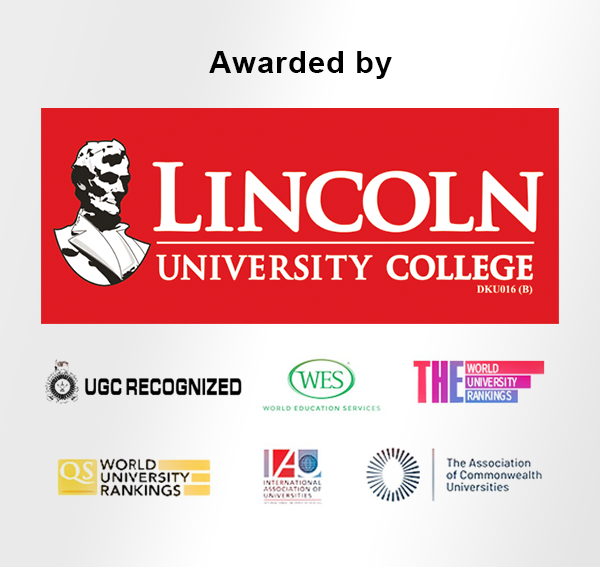 Awarded by
LINCOLN
UNIVERSITY COLLEGE
DKU016 (B)
UGC RECOGNIZED
WES
WORLD EDUCATION SERVICES
THE WORLD
UNIVERSITY
RANKINGS
QS WORLD
UNIVERSITY
RANKINGS
IAU
INTERNATIONAL
ASSOCIATION OF
UNIVERSITIES
The Association
of Commonwealth
Universities